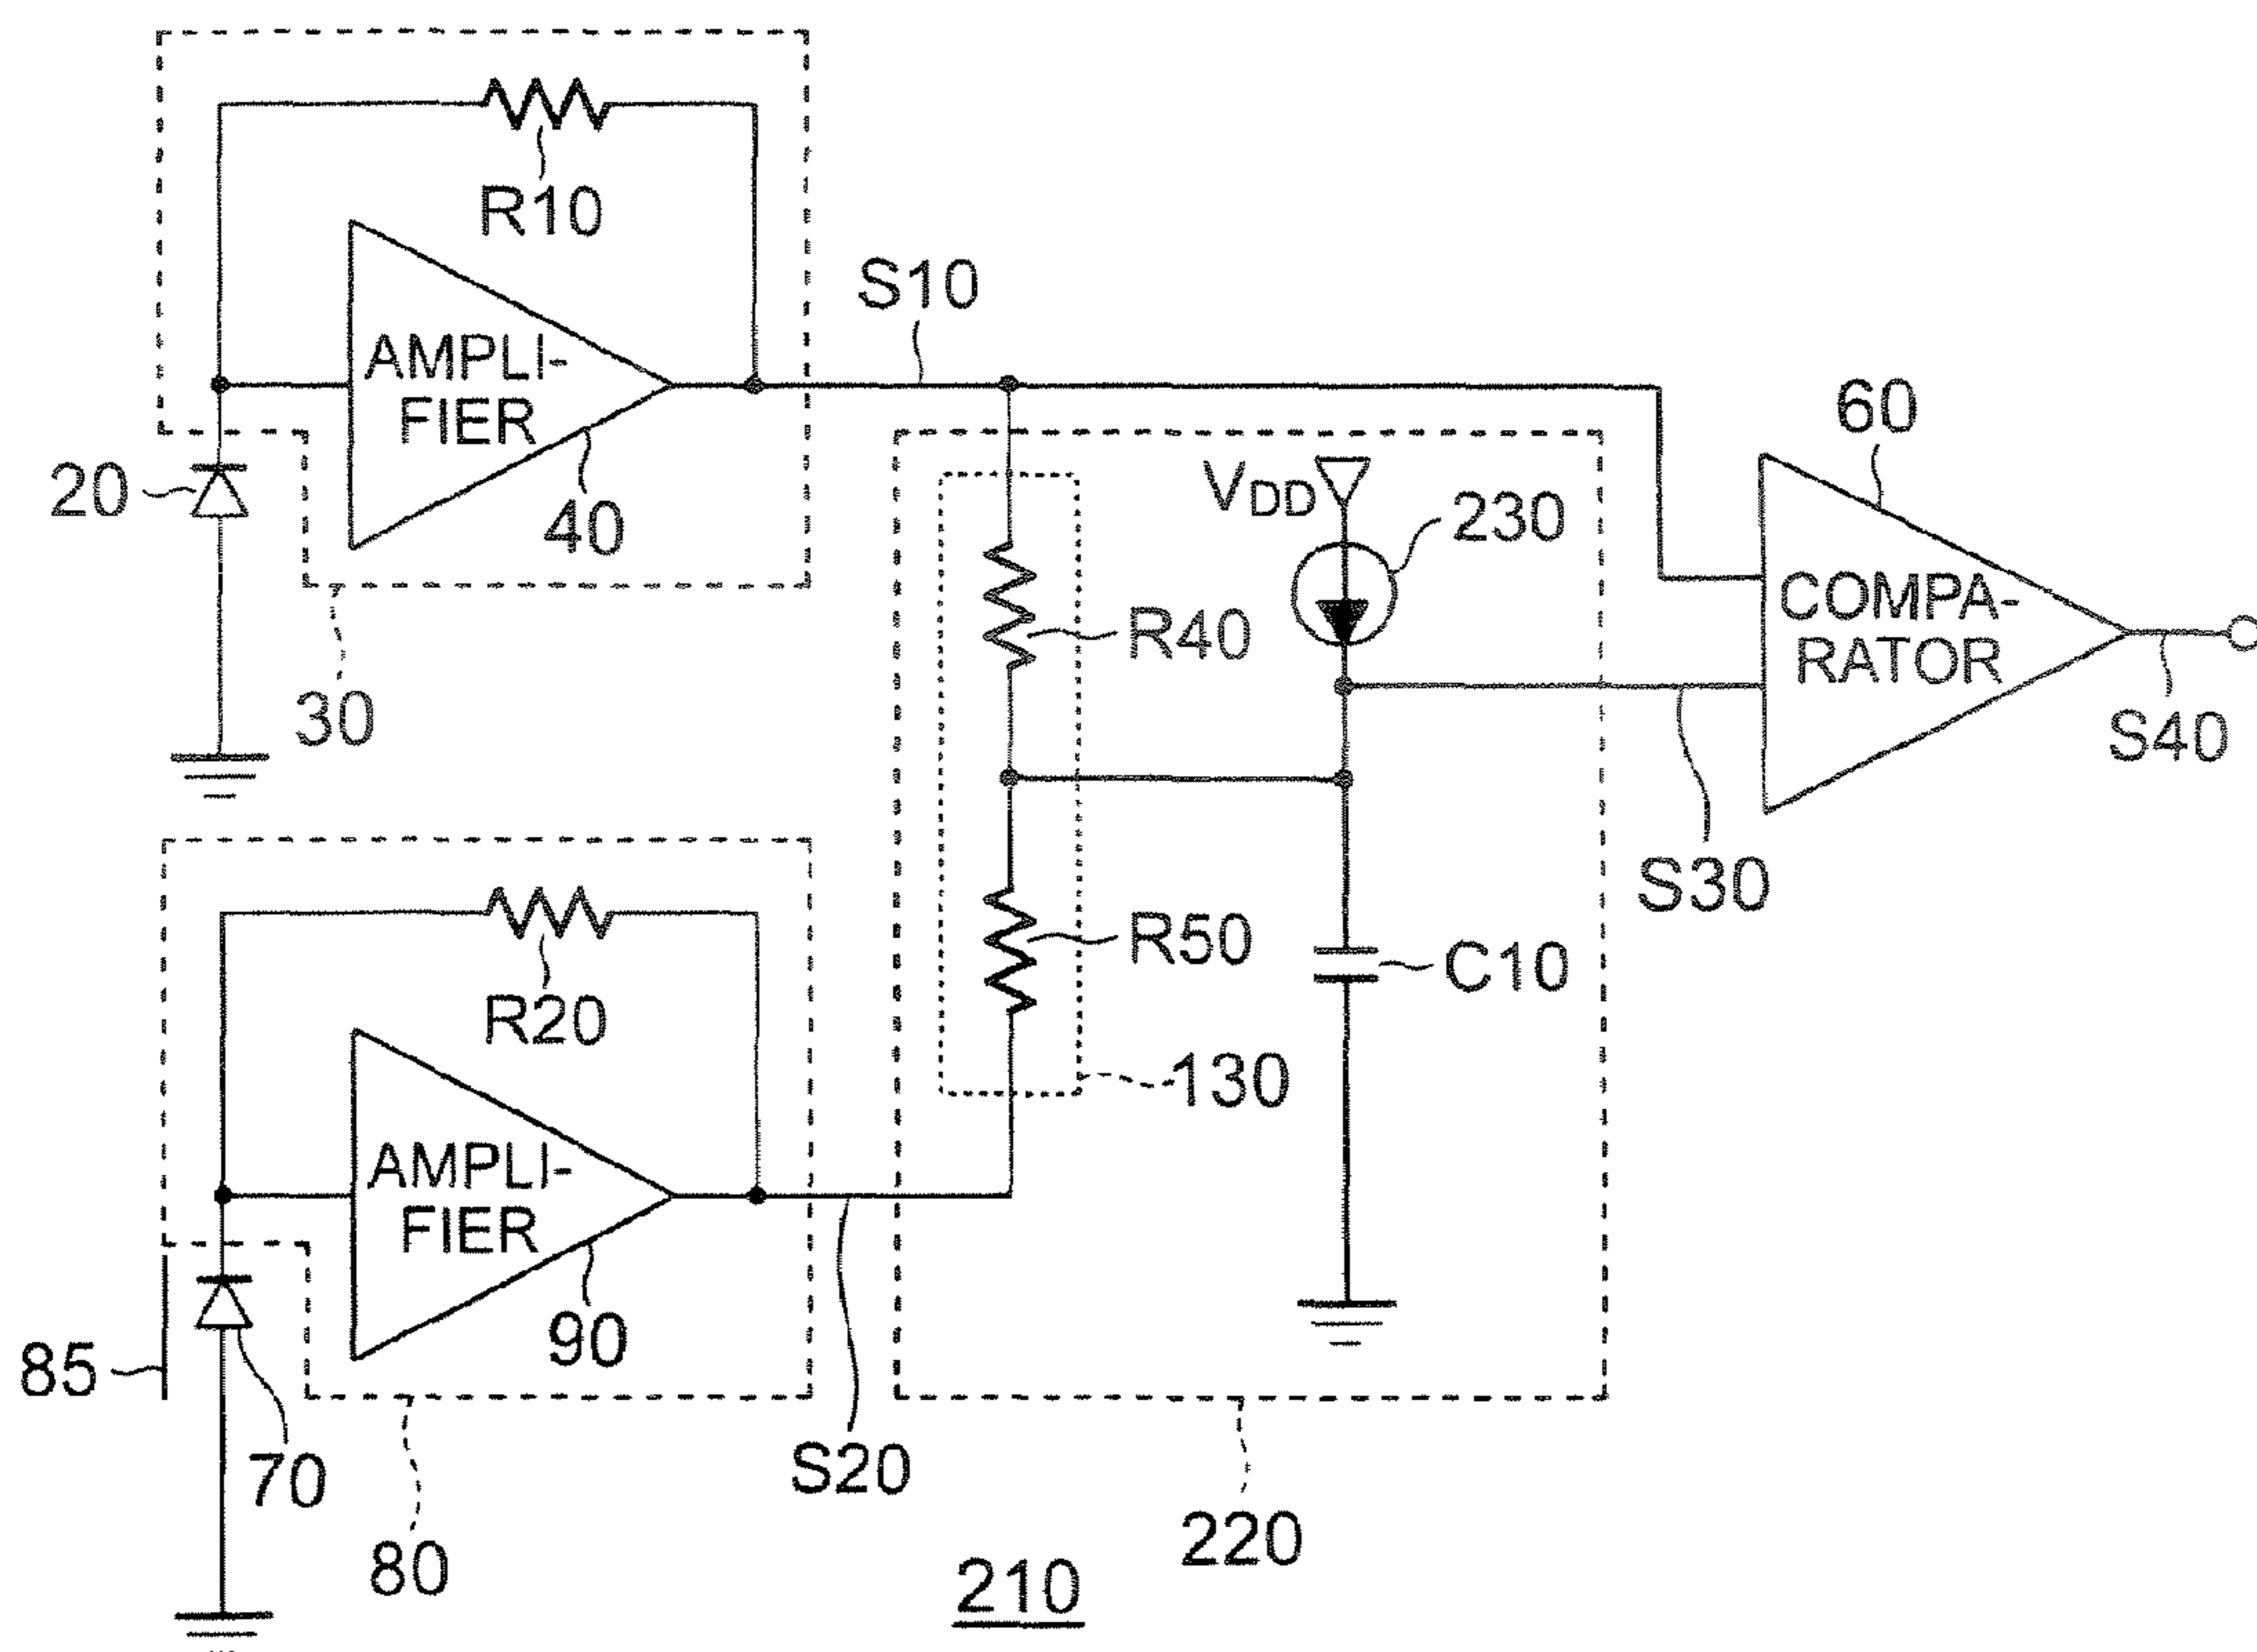 R10
S10
AMPLI-
FIER
60
20
VDD
230
40
COMPA-
RATOR
R40
30
S40
S30
R50
C10
R20
130
AMPLI-
FIER
90
85
S20
70
220
80
210